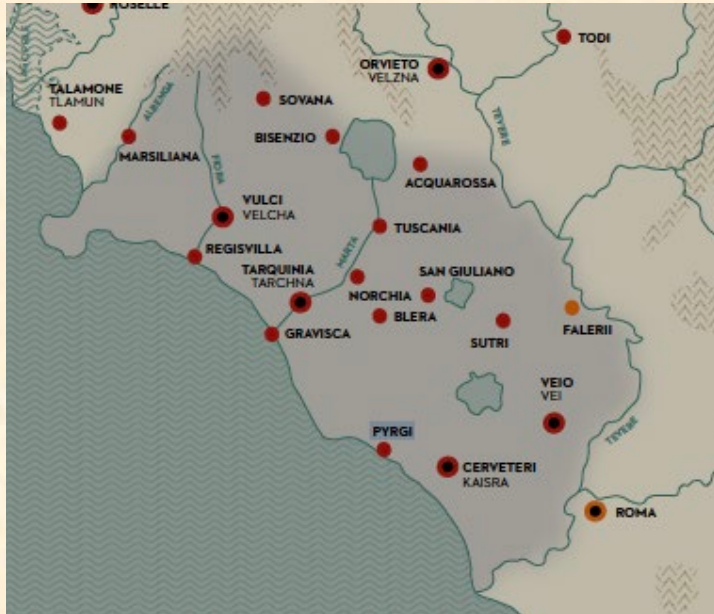 ROSELLE
TODI
ORVIETO
VELZNA
TALAMONE
TLAMUN
ALBENGA
SOVANA
TEVERE
BISENZIO
MARSILIANA
FIORA
ACQUAROSSA
VULCI
VELCHA
TUSCANIA
REGISVILLA
MARTA
SAN GIULIANO
TARQUINIA
TARCHNA
NORCHIA
BLERA
FALERII
GRAVISCA
SUTRI
VEIO
VEI
PYRGI
TEVERE
CERVETERI
KAISRA
ROMA